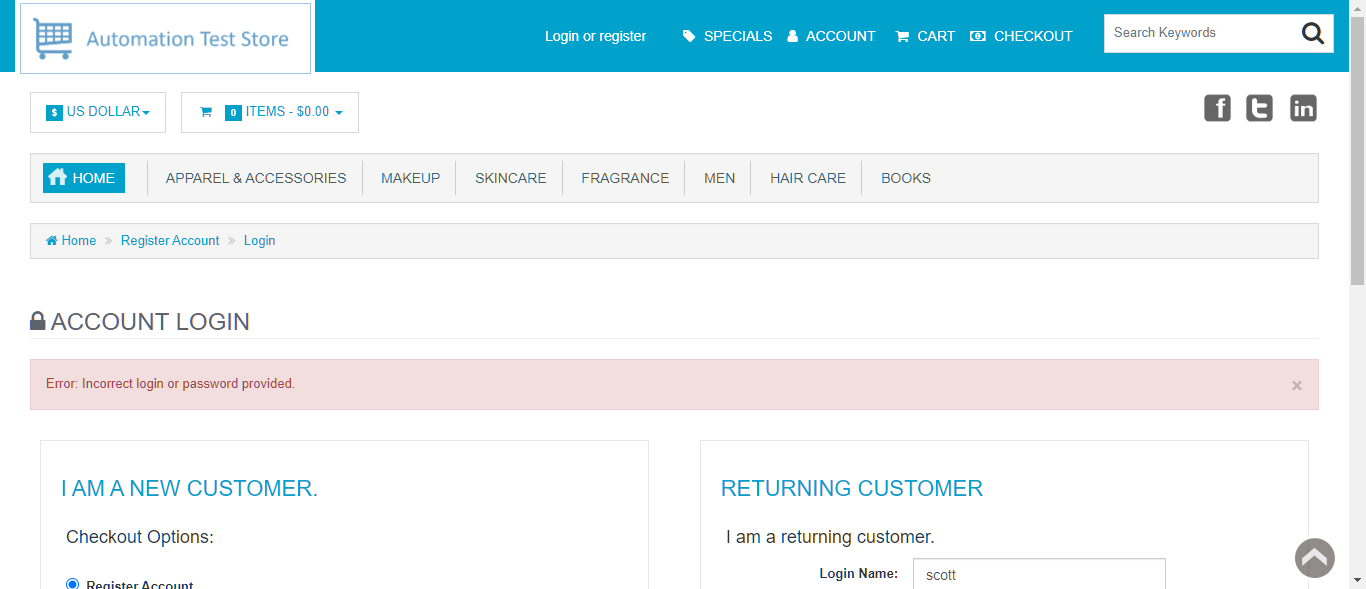 Automation Test Store
Login or register SPECIALS ACCOUNT CART CHECKOUT Search Keywords
$ US DOLLAR 0 ITEMS - $0.00
HOME APPAREL & ACCESSORIES MAKEUP SKINCARE FRAGRANCE MEN HAIR CARE BOOKS
Home » Register Account » Login
ACCOUNT LOGIN
Error: Incorrect login or password provided. ×
I AM A NEW CUSTOMER.
Checkout Options:
Register Account
RETURNING CUSTOMER
I am a returning customer.
Login Name: scott